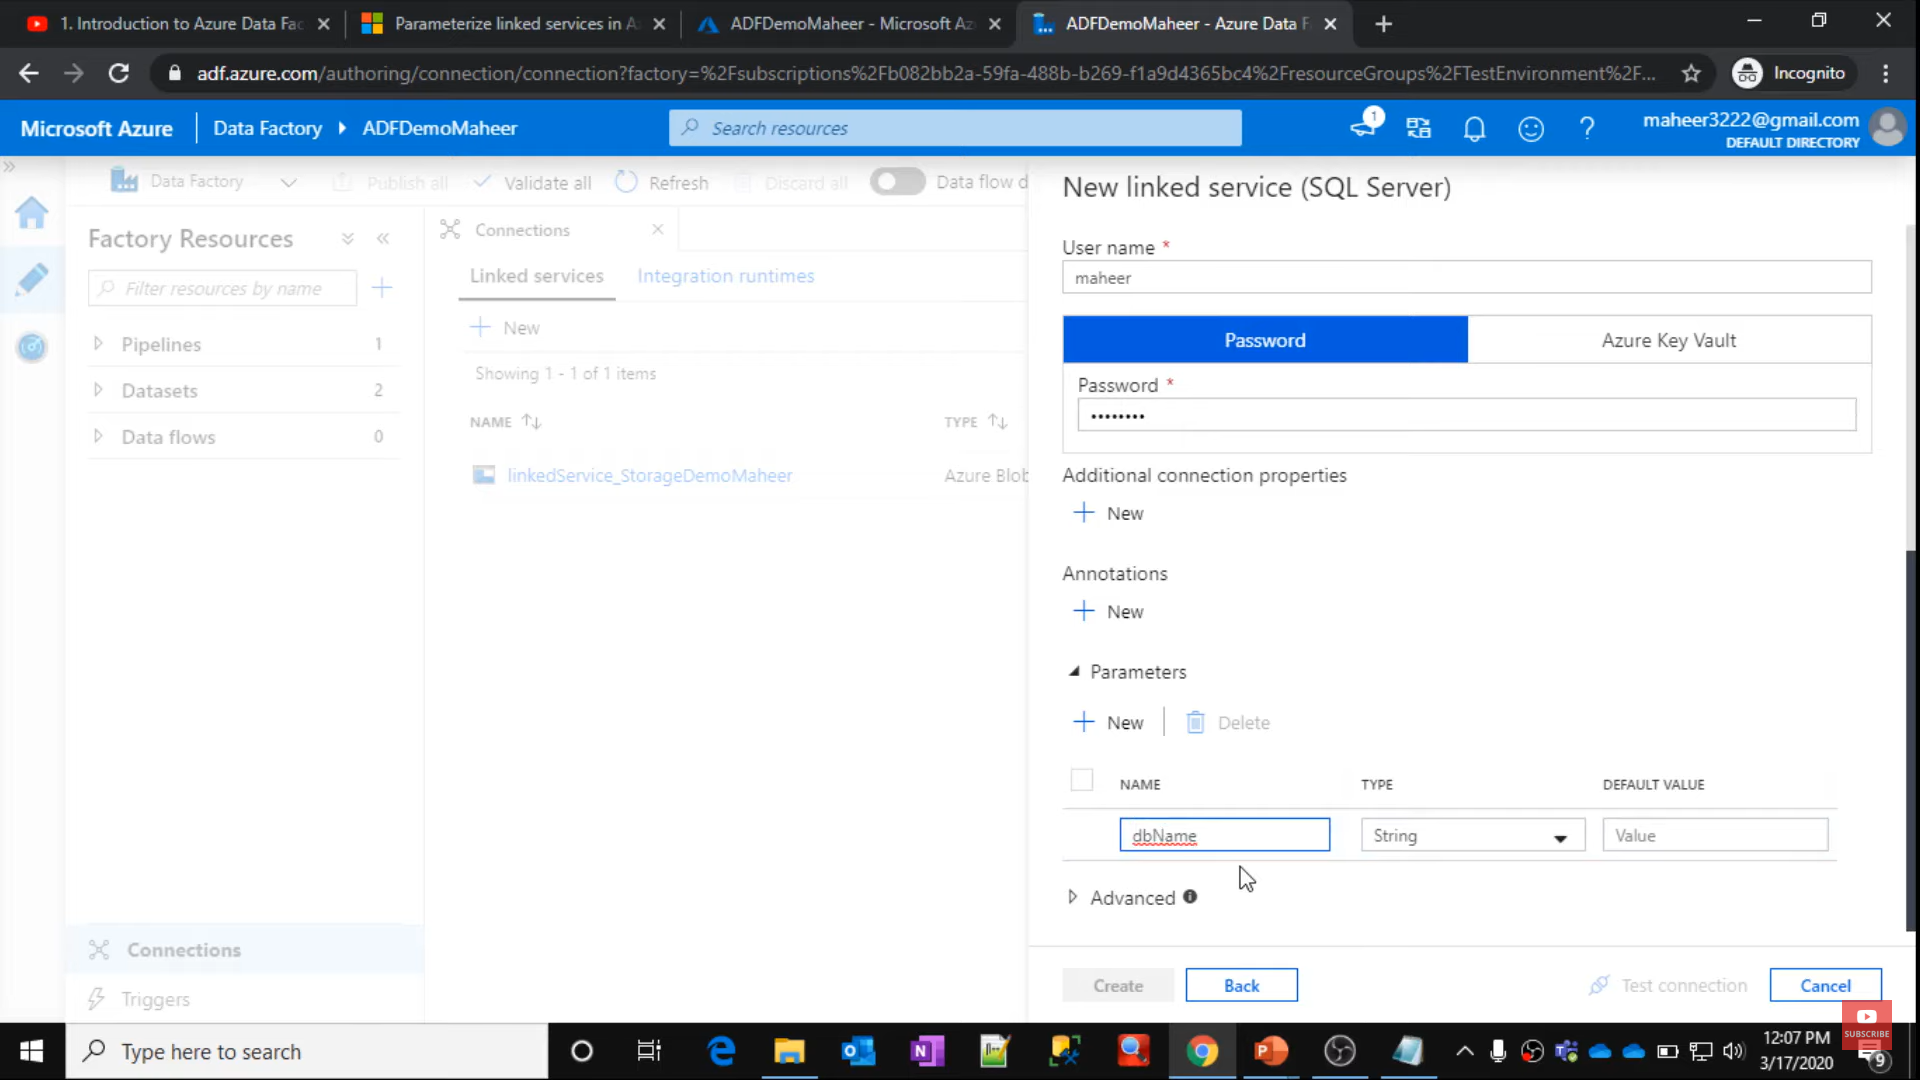 1. Introduction to Azure Data Fac
Parameterize linked services in A
ADFDemoMaheer - Microsoft Az
ADFDemoMaheer - Azure Data F
adf.azure.com/authoring/connection/connection?factory=%2Fsubscriptions%2Fb082bb2a-59fa-488b-b269-f1a9d4365bc4%2FresourceGroups%2FTestEnvironment%2F...
Incognito
Microsoft Azure
Data Factory
ADFDemoMaheer
Search resources
1
maheer3222@gmail.com
DEFAULT DIRECTORY
Data Factory
Publish all
Validate all
Refresh
Discard all
Data flow d
Factory Resources
Filter resources by name
Pipelines 1
Datasets 2
Data flows 0
Connections
Triggers
Connections
Linked services
Integration runtimes
New
Showing 1 - 1 of 1 items
NAME
TYPE
linkedService_StorageDemoMaheer
Azure Blob
New linked service (SQL Server)
User name *
maheer
Password
Azure Key Vault
Password *
••••••••
Additional connection properties
New
Annotations
New
Parameters
New
Delete
NAME
TYPE
DEFAULT VALUE
dbName
String
Value
Advanced
Create
Back
Test connection
Cancel
SUBSCRIBE
Type here to search
12:07 PM
3/17/2020
9